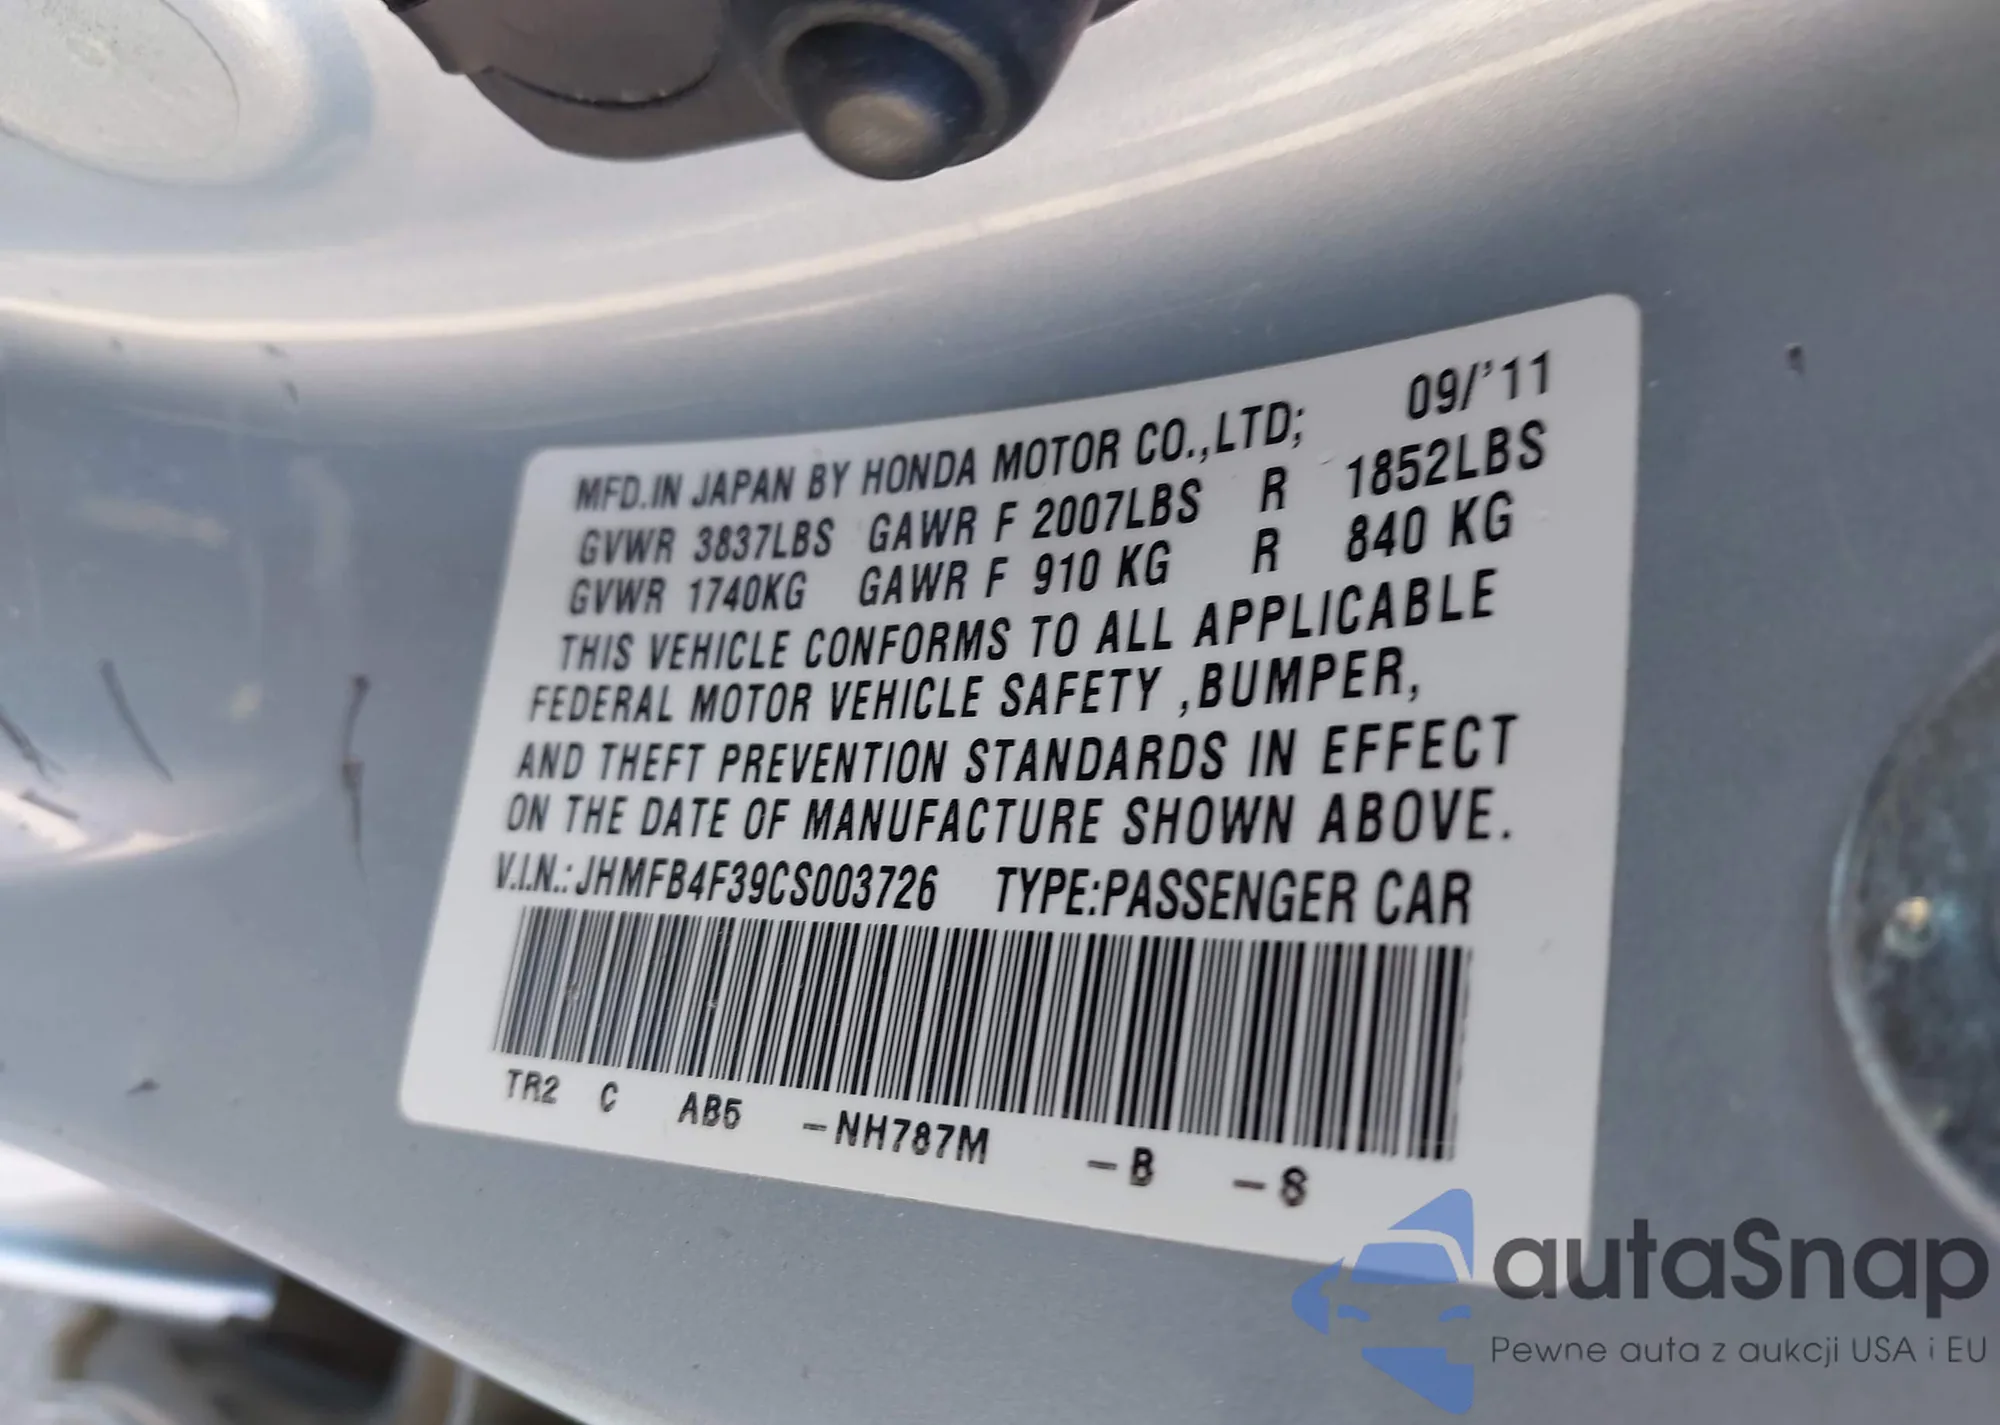 MFD.IN JAPAN BY HONDA MOTOR CO.,LTD; 09/'11
GVWR 3837LBS GAWR F 2007LBS R 1852LBS
GVWR 1740KG GAWR F 910 KG R 840 KG
THIS VEHICLE CONFORMS TO ALL APPLICABLE
FEDERAL MOTOR VEHICLE SAFETY ,BUMPER,
AND THEFT PREVENTION STANDARDS IN EFFECT
ON THE DATE OF MANUFACTURE SHOWN ABOVE.
V.I.N.:JHMFB4F39CS003726 TYPE:PASSENGER CAR
TR2 C AB5 -NH787M -B -8
autaSnap
Pewne auta z aukcji USA i EU